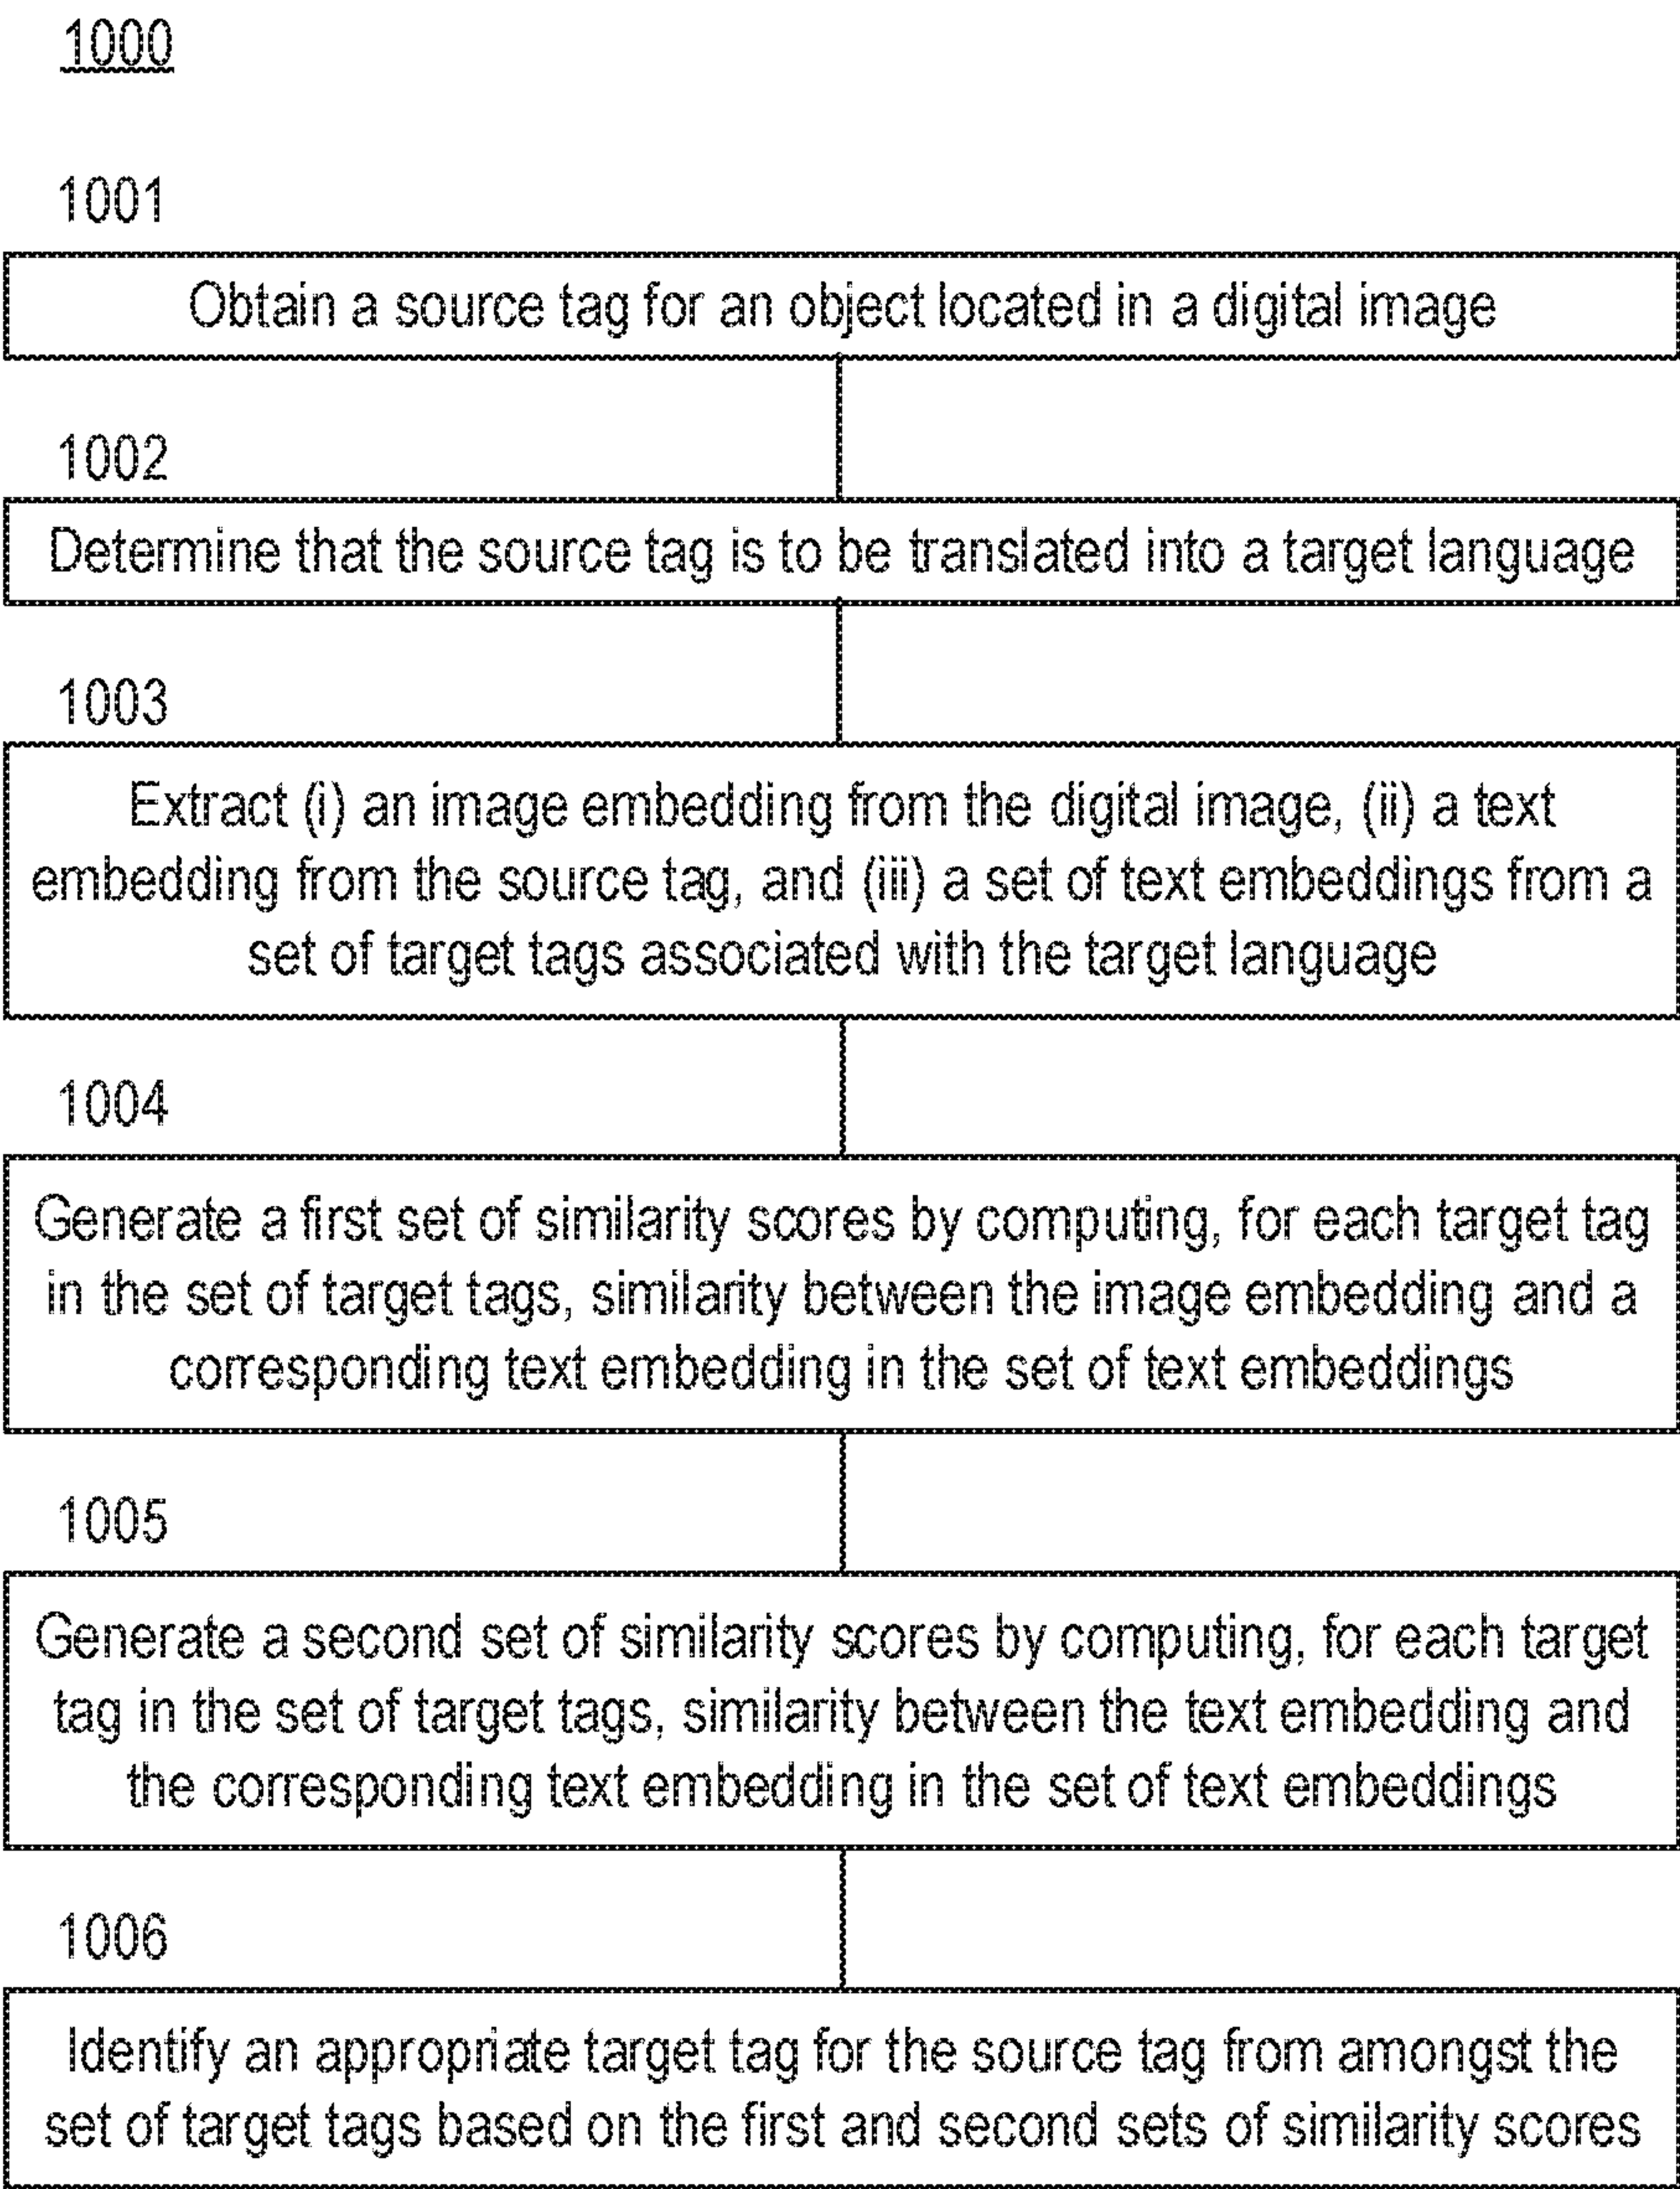 1000
1001
Obtain a source tag for an object located in a digital image
1002
Determine that the source tag is to be translated into a target language
1003
Extract (i) an image embedding from the digital image, (ii) a text
embedding from the source tag, and (iii) a set of text embeddings from a
set of target tags associated with the target language
1004
Generate a first set of similarity scores by computing, for each target tag
in the set of target tags, similarity between the image embedding and a
corresponding text embedding in the set of text embeddings
1005
Generate a second set of similarity scores by computing, for each target
tag in the set of target tags, similarity between the text embedding and
the corresponding text embedding in the set of text embeddings
1006
Identify an appropriate target tag for the source tag from amongst the
set of target tags based on the first and second sets of similarity scores